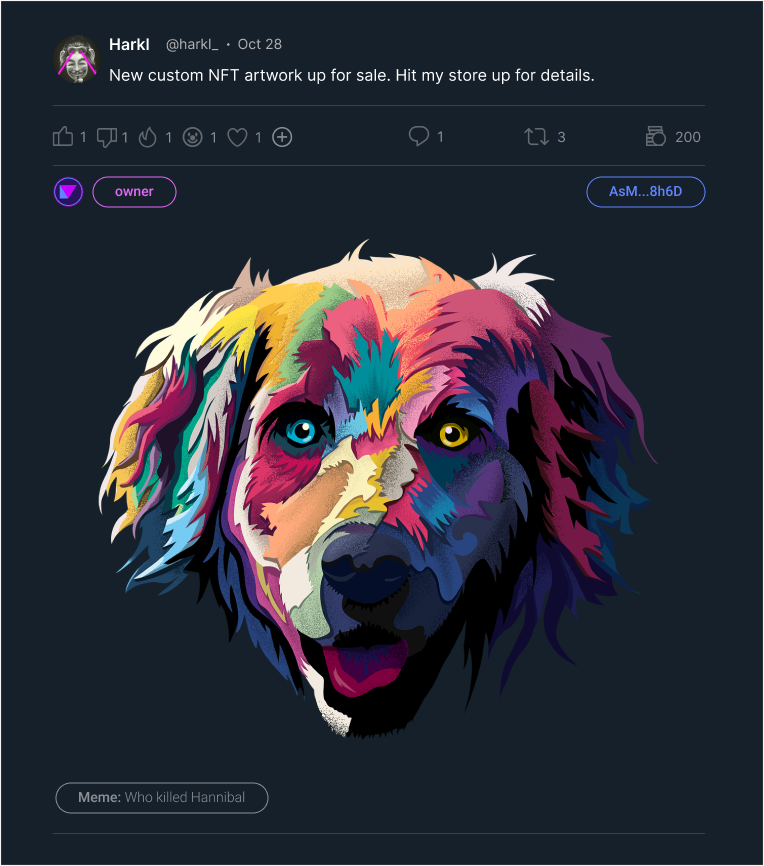 Harkl @harkl_ · Oct 28
New custom NFT artwork up for sale. Hit my store up for details.
1 1 1 1 1 1 3 200
owner AsM...8h6D
Meme: Who killed Hannibal